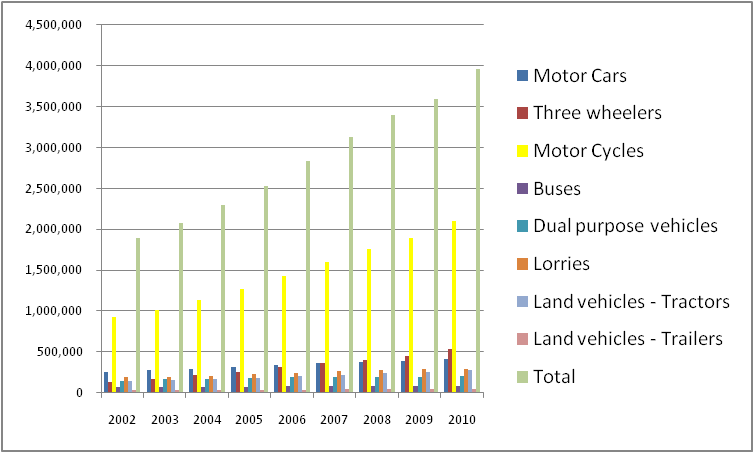 4,500,000
4,000,000
3,500,000
3,000,000
2,500,000
2,000,000
1,500,000
1,000,000
500,000
0
2002 2003 2004 2005 2006 2007 2008 2009 2010
Motor Cars
Three wheelers
Motor Cycles
Buses
Dual purpose vehicles
Lorries
Land vehicles - Tractors
Land vehicles - Trailers
Total